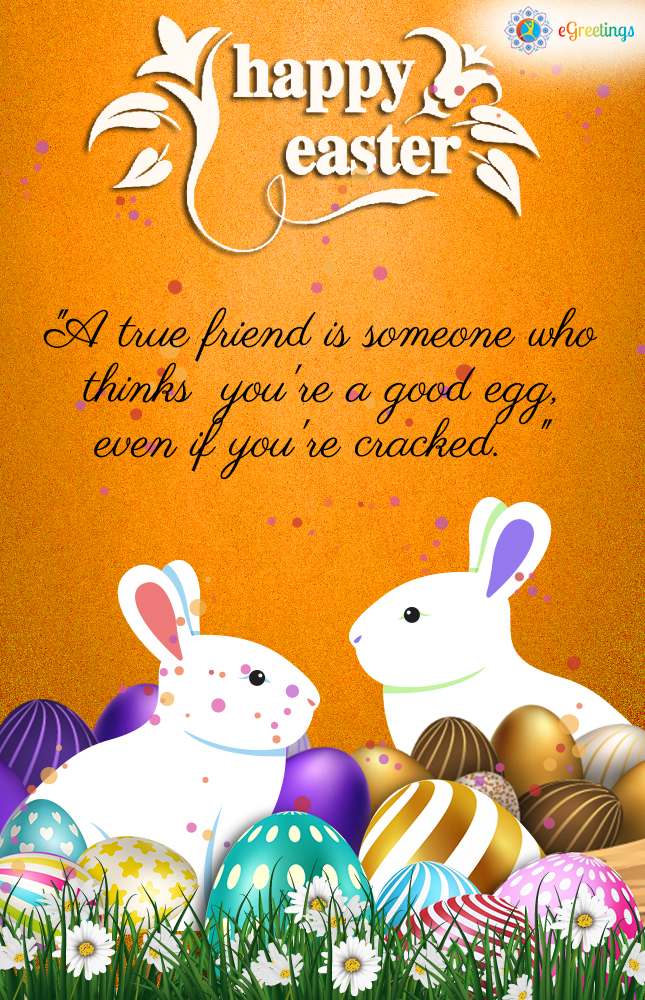 eGreetings
happy
easter
"A true friend is someone who
thinks you're a good egg,
even if you're cracked. "